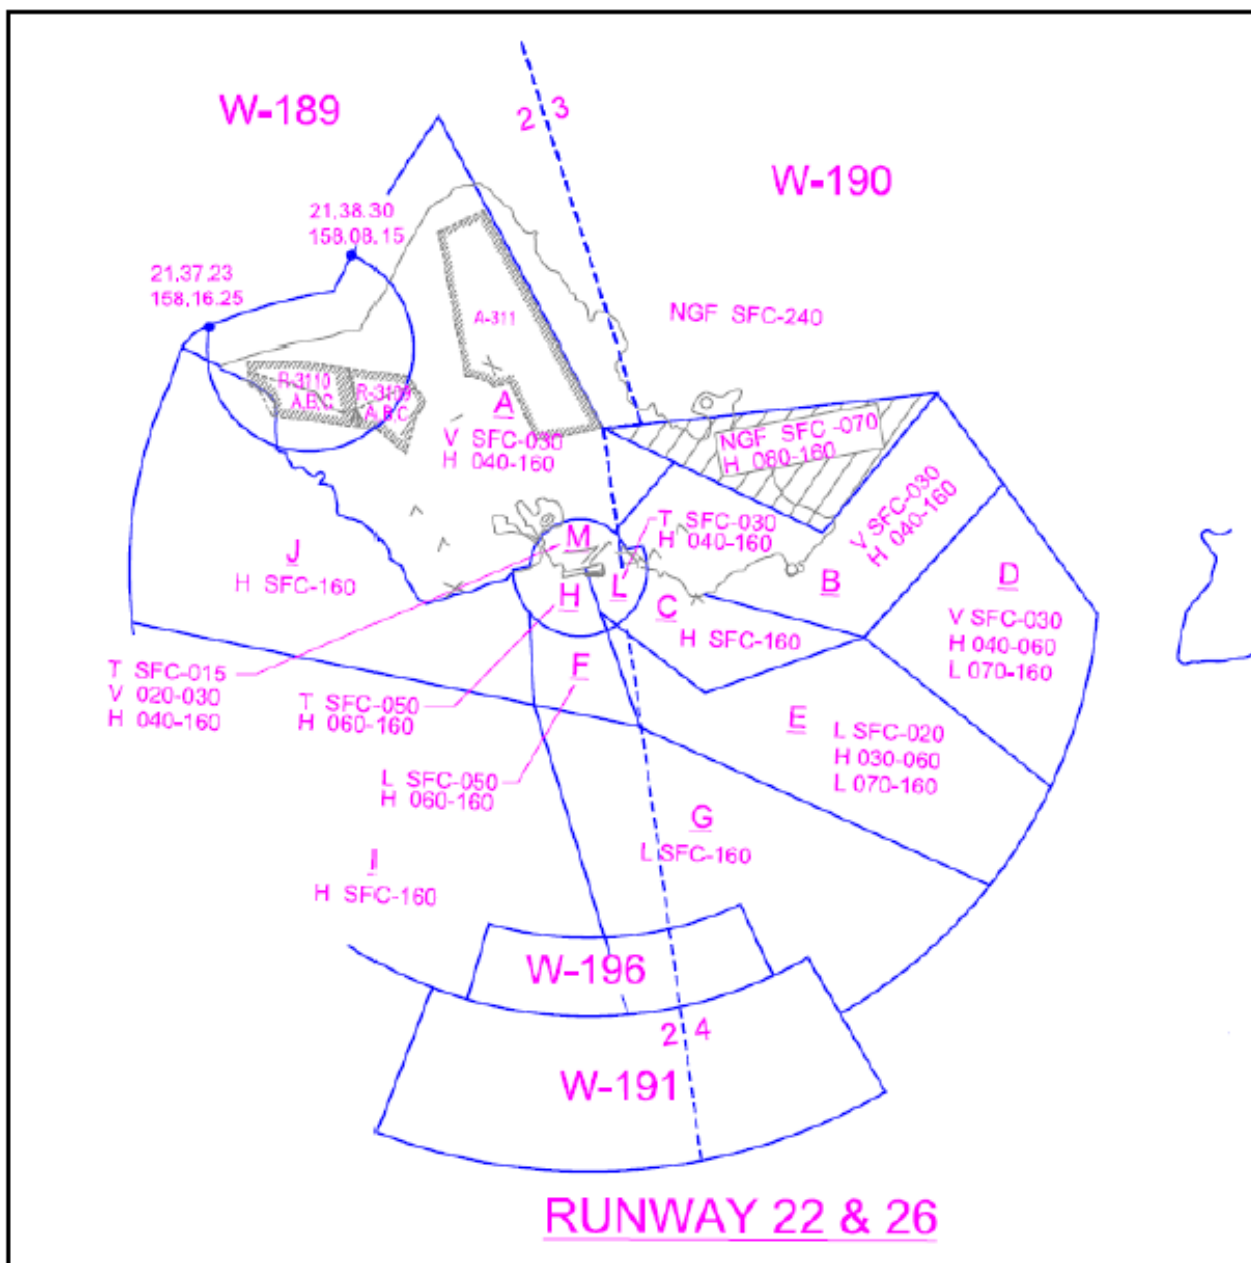 W-189
2 3
W-190
21.38.30
158.08.15
21.37.23
158.16.25
NGF SFC-240
A-311
R-3110
A,B,C
R-3109
A,B,C
A
V SFC-030
H 040-160
NGF SFC -070
H 080-160
V SFC-030
H 040-160
T SFC-030
H 040-160
M
J
H SFC-160
H
L
C
H SFC-160
B
D
V SFC-030
H 040-060
L 070-160
T SFC-015
V 020-030
H 040-160
T SFC-050
H 060-160
F
E
L SFC-020
H 030-060
L 070-160
L SFC-050
H 060-160
G
L SFC-160
I
H SFC-160
W-196
2 4
W-191
RUNWAY 22 & 26